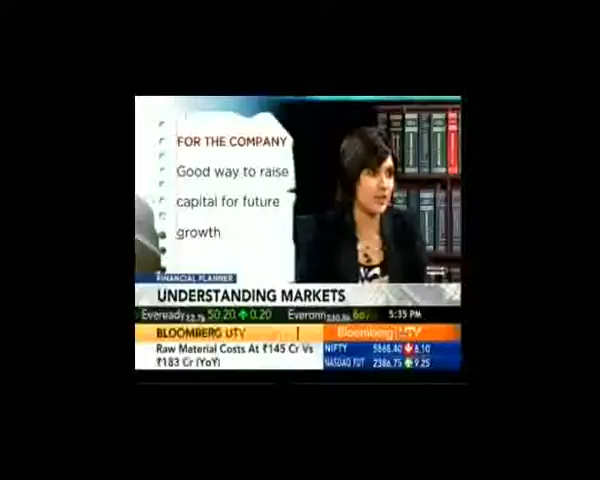 FOR THE COMPANY
Good way to raise
capital for future
growth
FINANCIAL PLANNER
UNDERSTANDING MARKETS
Eveready 50.20 0.20 Everonn 5:35 PM
BLOOMBERG UTV
Bloomberg UTV
Raw Material Costs At ₹145 Cr Vs
₹183 Cr (YoY)
NIFTY 5868.40 6.10
NASDAQ FUT 2386.75 9.25